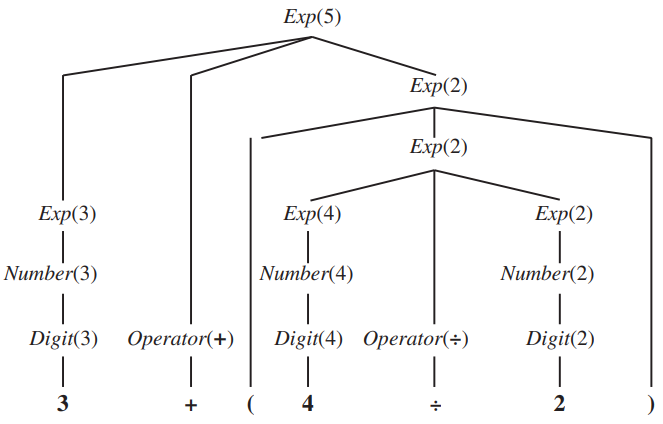 Exp(5)
Exp(2)
Exp(2)
Exp(3) Exp(4) Exp(2)
Number(3) Number(4) Number(2)
Digit(3) Operator(+) Digit(4) Operator(÷) Digit(2)
3 + ( 4 ÷ 2 )